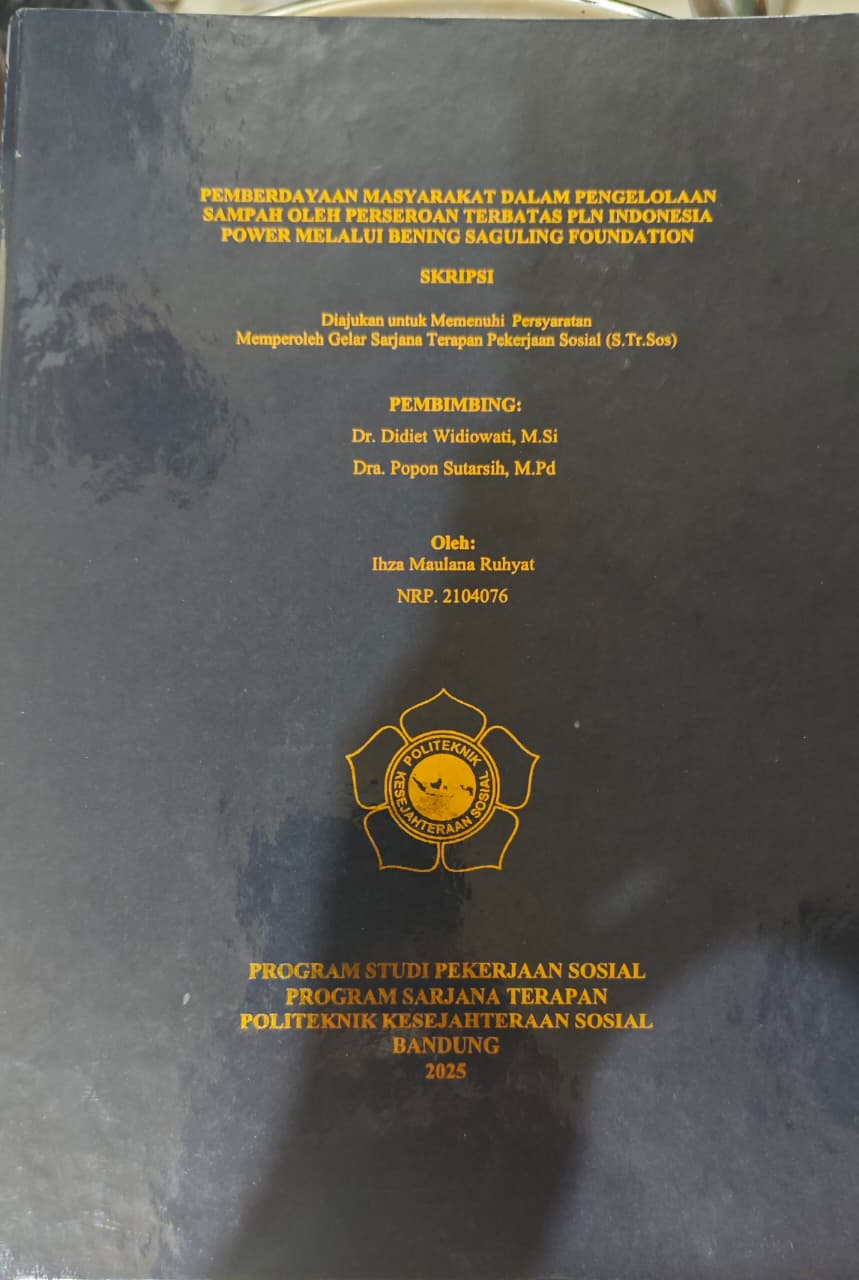 PEMBERDAYAAN MASYARAKAT DALAM PENGELOLAAN
SAMPAH OLEH PERSEROAN TERBATAS PLN INDONESIA
POWER MELALUI BENING SAGULING FOUNDATION
SKRIPSI
Diajukan untuk Memenuhi Persyaratan
Memperoleh Gelar Sarjana Terapan Pekerjaan Sosial (S.Tr.Sos)
PEMBIMBING:
Dr. Didiet Widiowati, M.Si
Dra. Popon Sutarsih, M.Pd
Oleh:
Ihza Maulana Ruhyat
NRP. 2104076
POLITEKNIK
KESEJAHTERAAN SOSIAL
PROGRAM STUDI PEKERJAAN SOSIAL
PROGRAM SARJANA TERAPAN
POLITEKNIK KESEJAHTERAAN SOSIAL
BANDUNG
2025